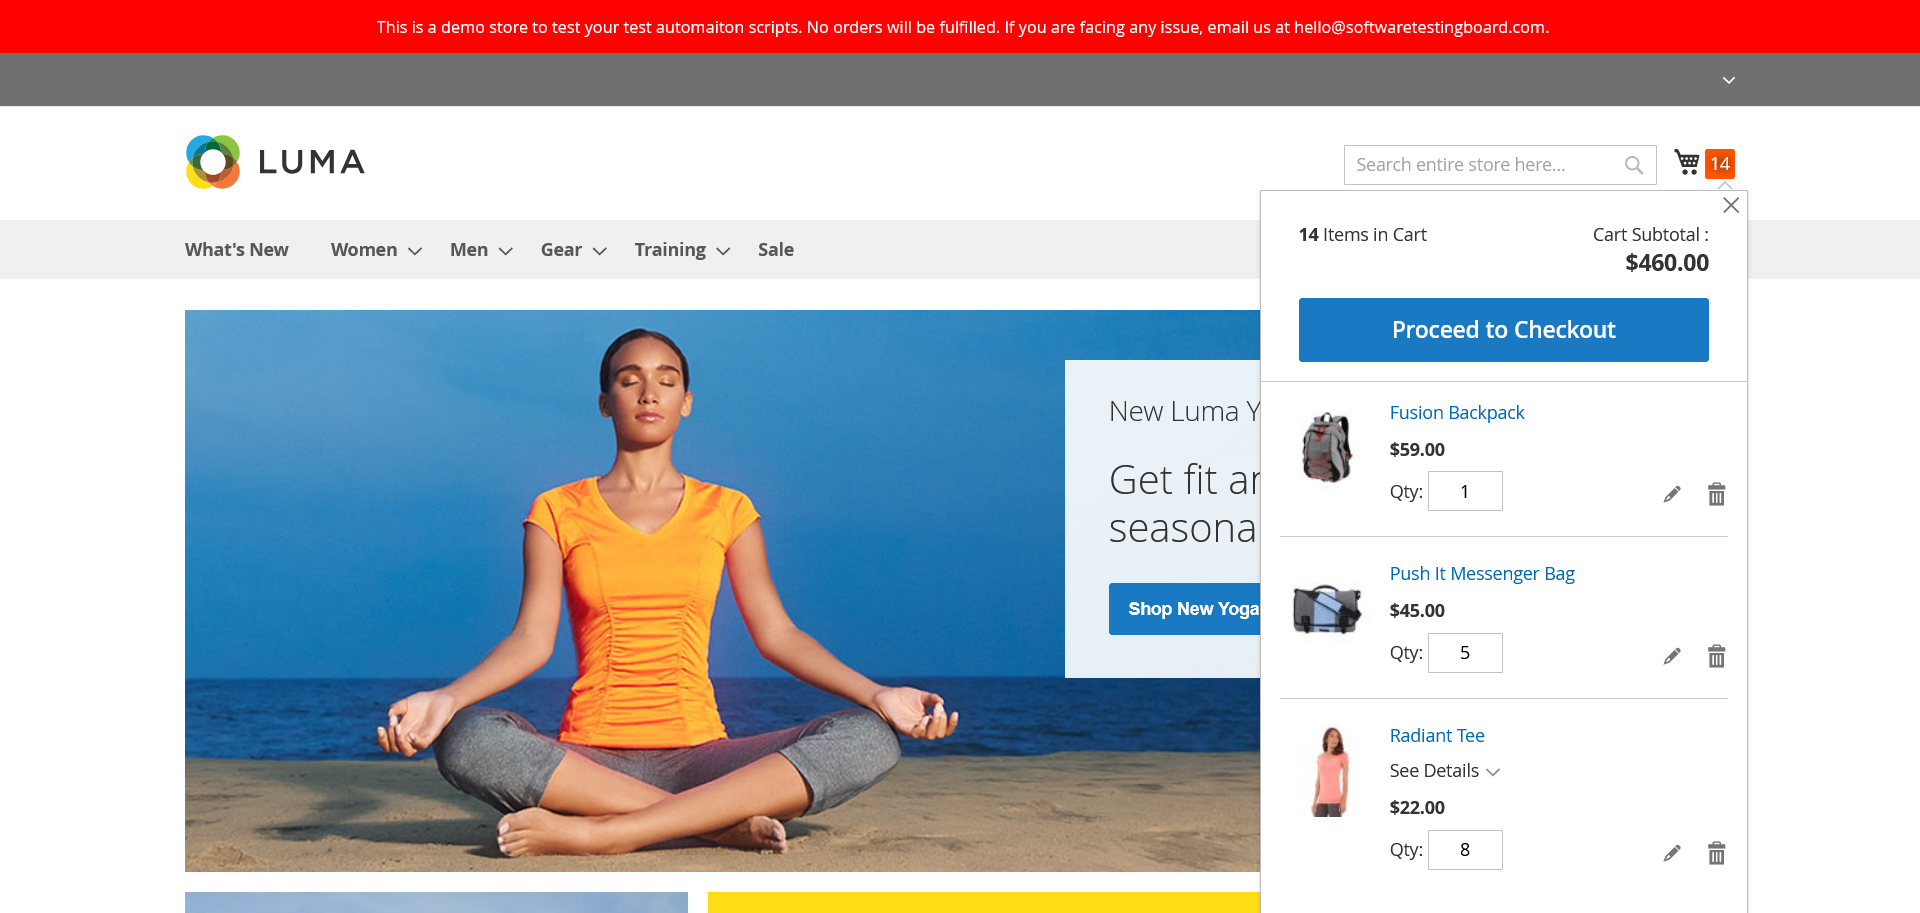 This is a demo store to test your test automaiton scripts. No orders will be fulfilled. If you are facing any issue, email us at hello@softwaretestingboard.com.
LUMA
Search entire store here...
14
What's New
Women
Men
Gear
Training
Sale
New Luma Y
Get fit an
seasona
Shop New Yoga
14 Items in Cart
Cart Subtotal :
$460.00
Proceed to Checkout
Fusion Backpack
$59.00
Qty: 1
Push It Messenger Bag
$45.00
Qty: 5
Radiant Tee
See Details
$22.00
Qty: 8